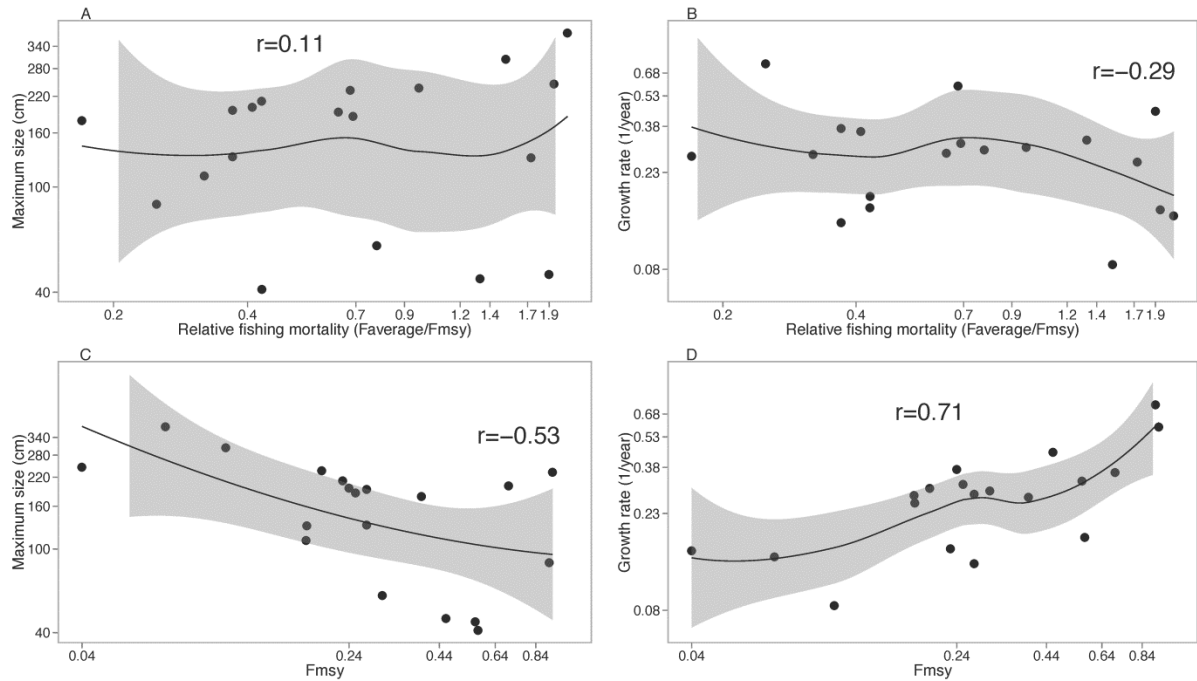 A
Maximum size (cm)
340
280
220
160
100
40
r=0.11
0.2 0.4 0.7 0.9 1.2 1.4 1.7 1.9
Relative fishing mortality (Faverage/Fmsy)
B
Growth rate (1/year)
0.68
0.53
0.38
0.23
0.08
r=−0.29
0.2 0.4 0.7 0.9 1.2 1.4 1.7 1.9
Relative fishing mortality (Faverage/Fmsy)
C
Maximum size (cm)
340
280
220
160
100
40
r=−0.53
0.04 0.24 0.44 0.64 0.84
Fmsy
D
Growth rate (1/year)
0.68
0.53
0.38
0.23
0.08
r=0.71
0.04 0.24 0.44 0.64 0.84
Fmsy